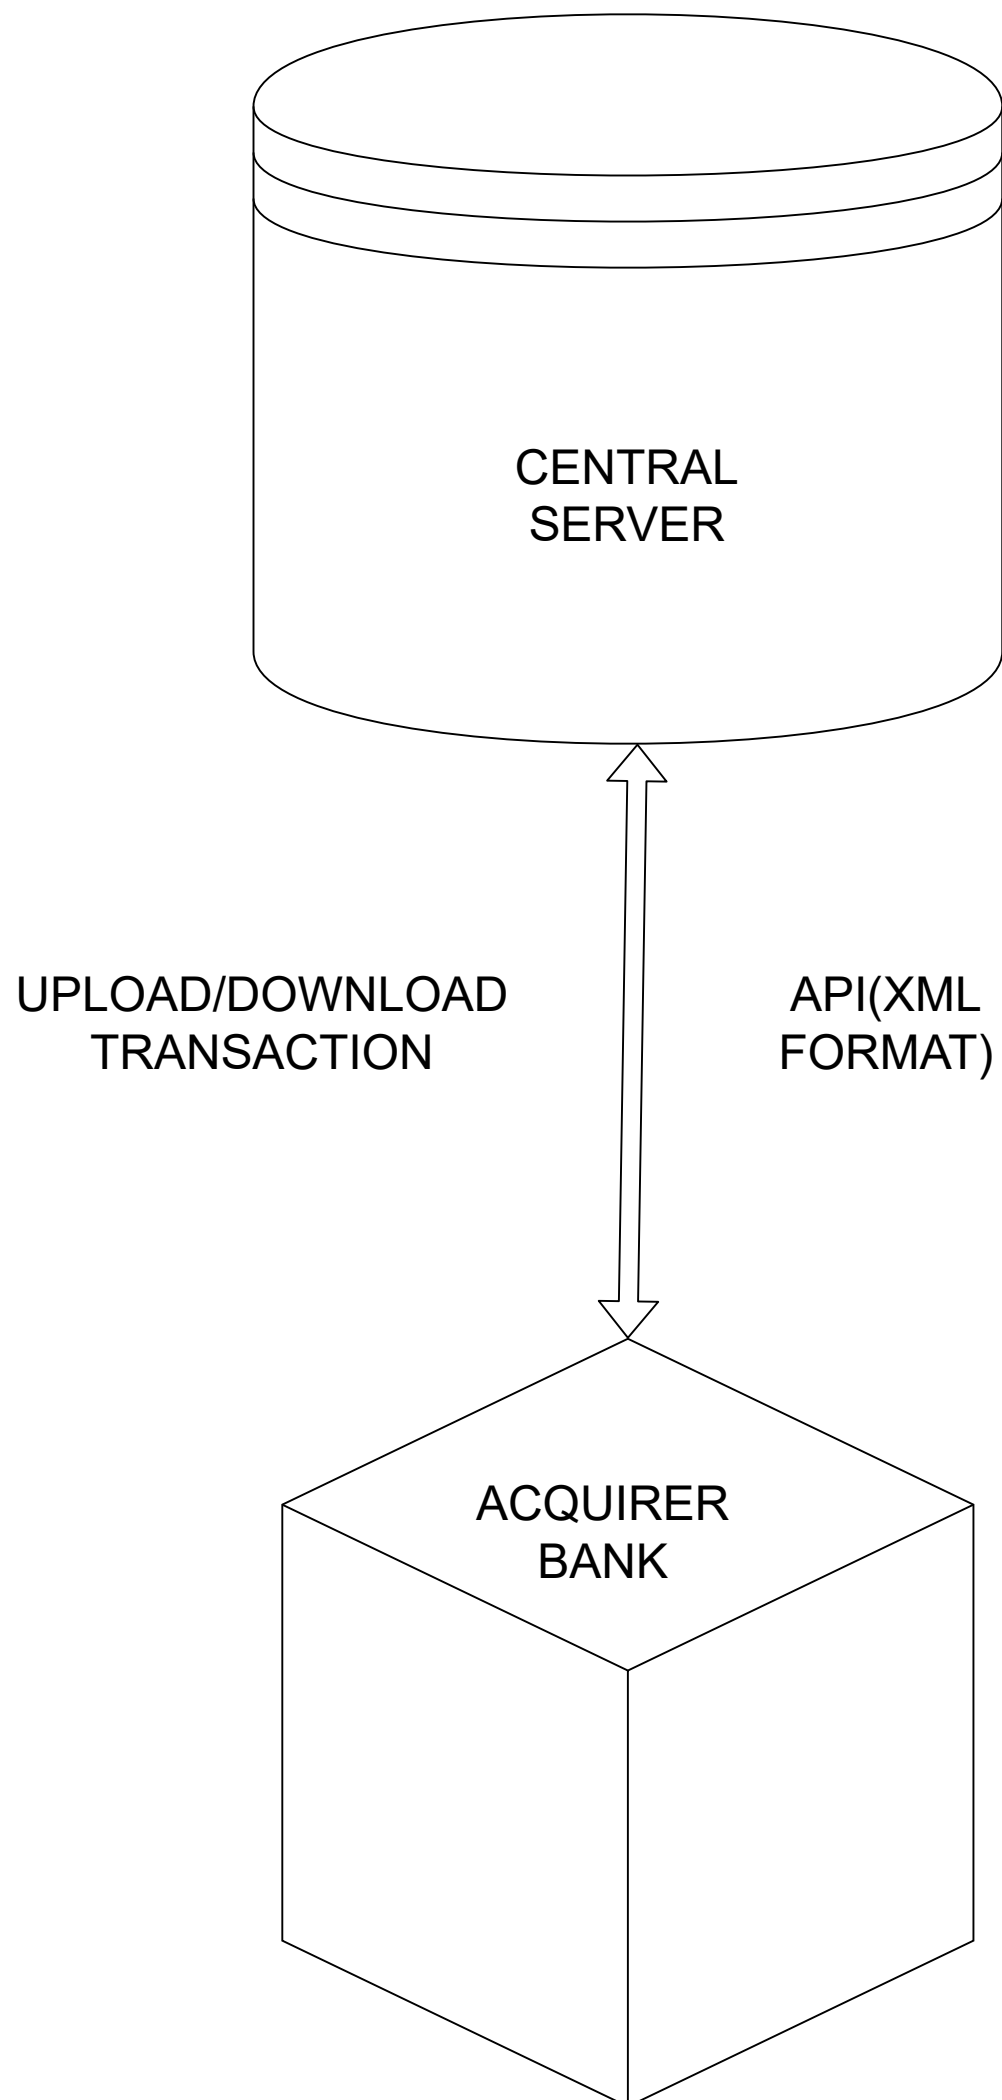 CENTRAL
SERVER
UPLOAD/DOWNLOAD
TRANSACTION
API(XML
FORMAT)
ACQUIRER
BANK